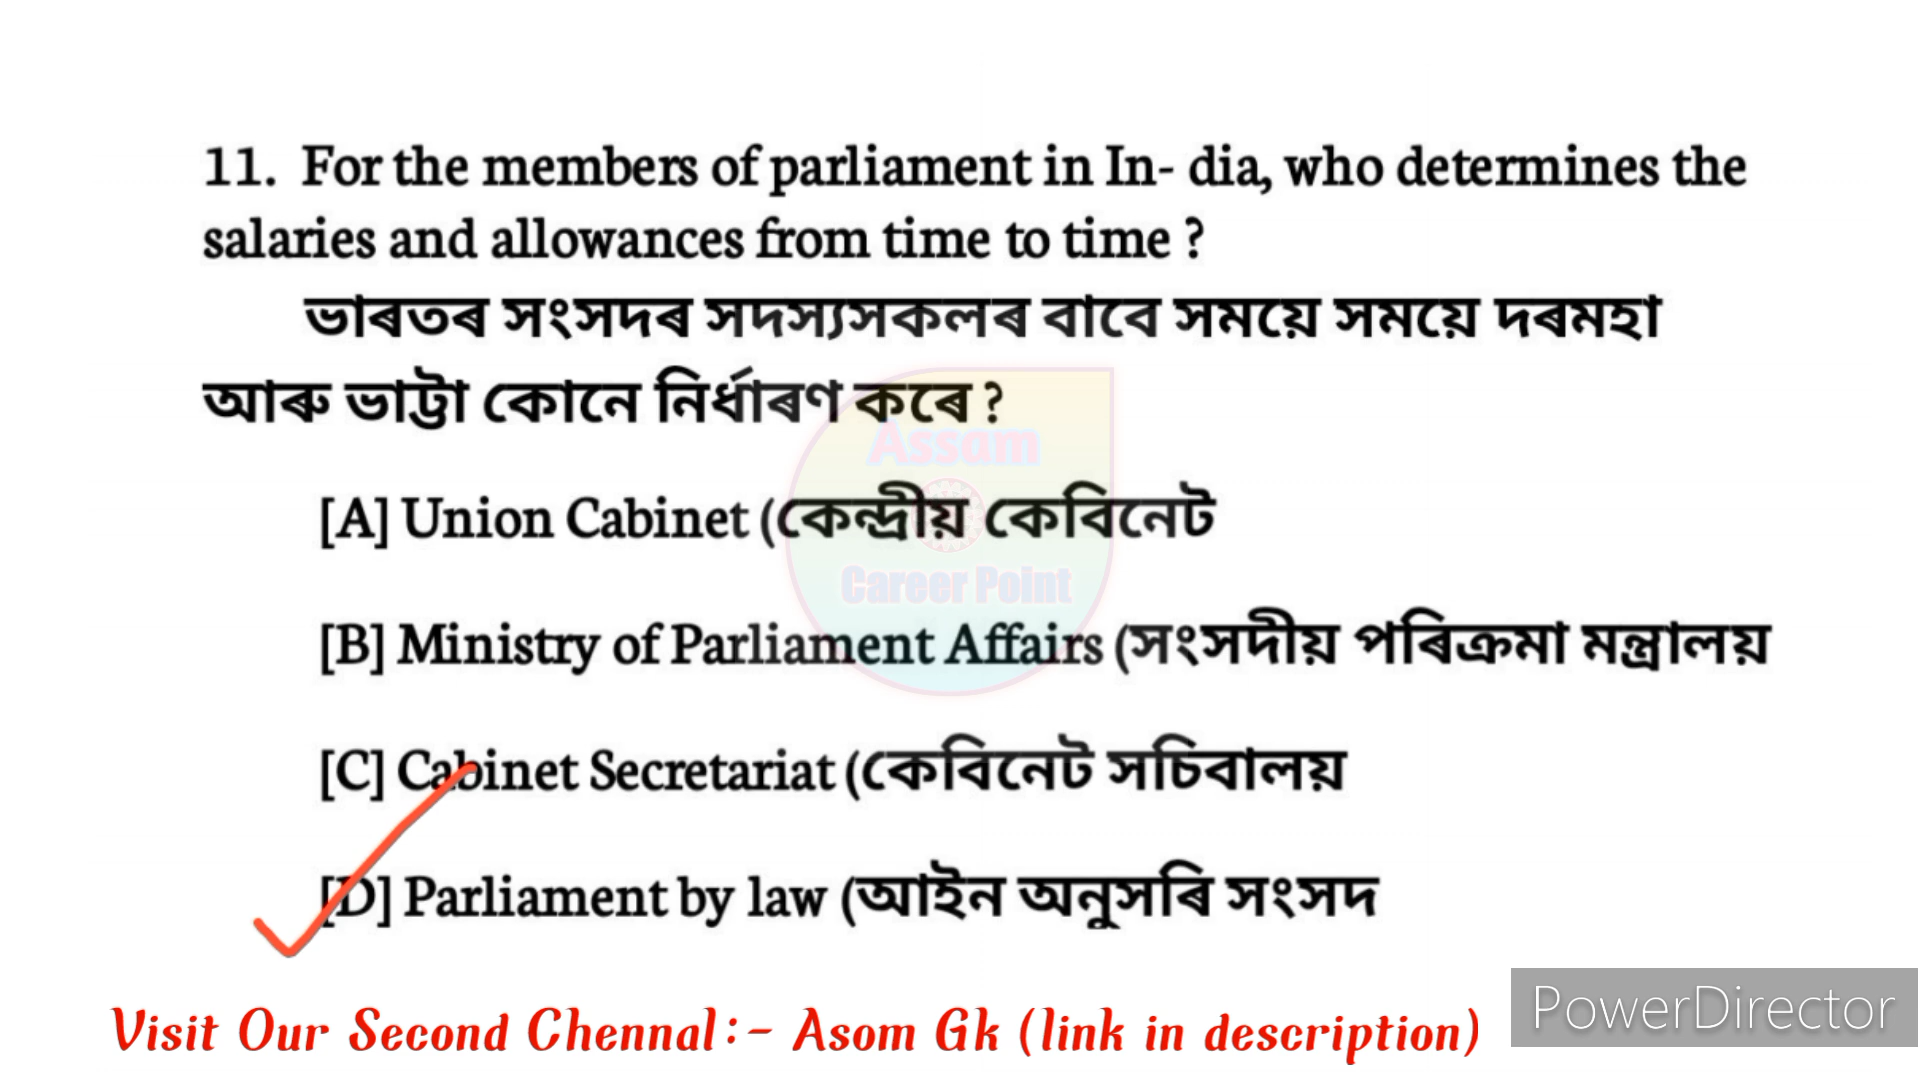 11. For the members of parliament in In- dia, who determines the
salaries and allowances from time to time ?
ভাৰতৰ সংসদৰ সদস্যসকলৰ বাবে সময়ে সময়ে দৰমহা
আৰু ভাট্টা কোনে নিৰ্ধাৰণ কৰে ?
[A] Union Cabinet (কেন্দ্ৰীয় কেবিনেট
[B] Ministry of Parliament Affairs (সংসদীয় পৰিক্ৰমা মন্ত্ৰালয়
[C] Cabinet Secretariat (কেবিনেট সচিবালয়
[D] Parliament by law (আইন অনুসৰি সংসদ
Assam
Career Point
Visit Our Second Chennal:- Asom Gk (link in description)
PowerDirector